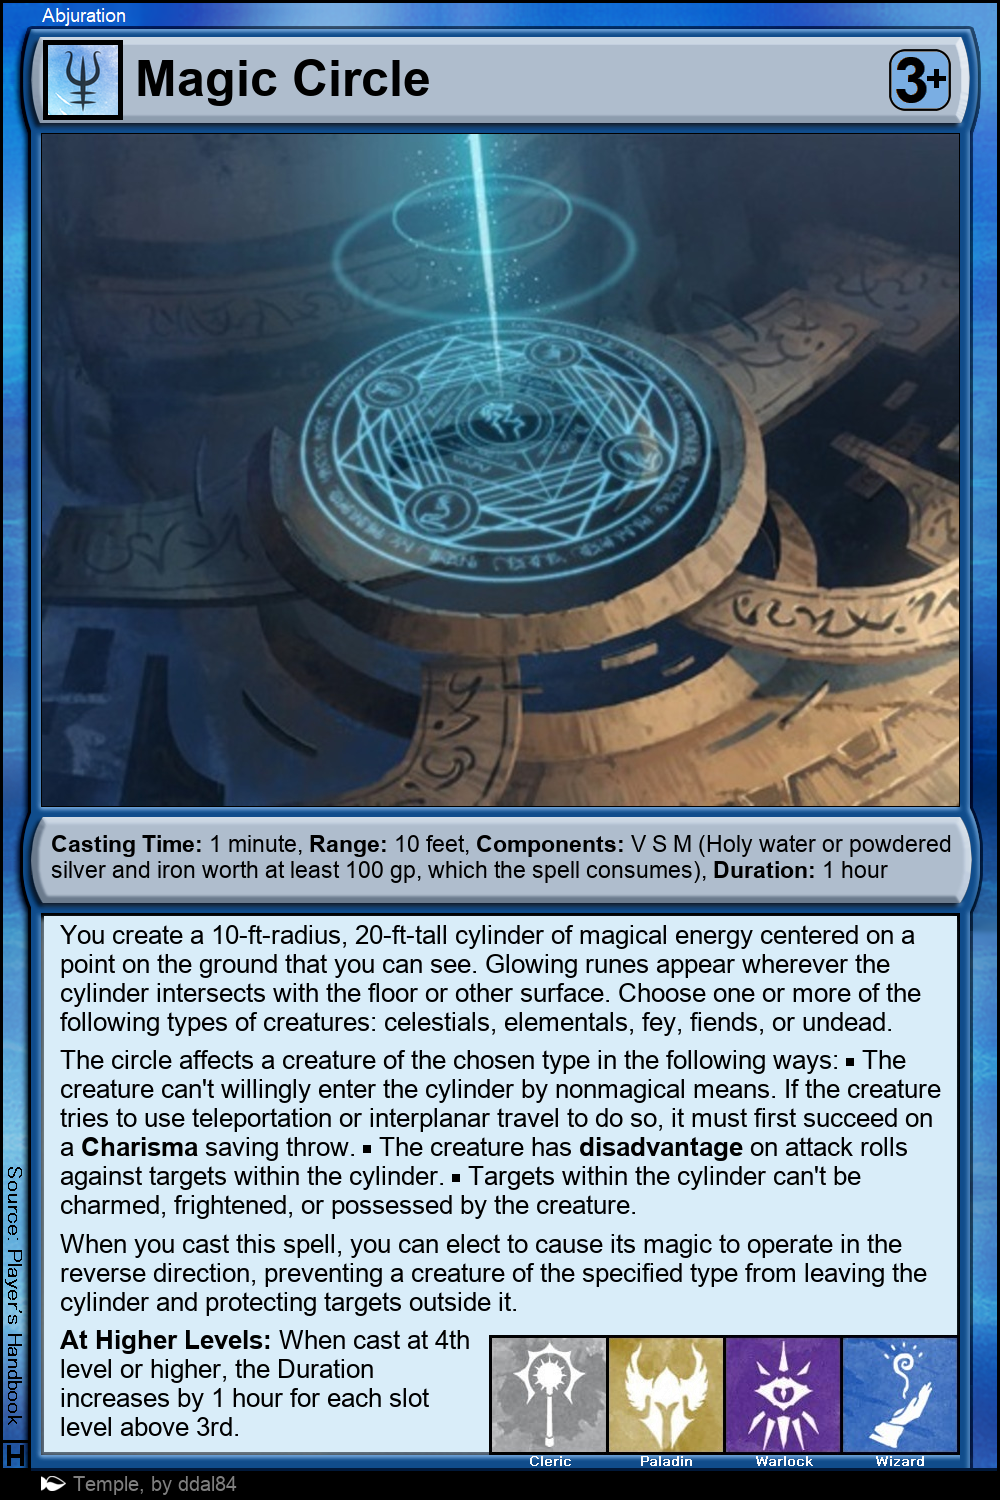 Abjuration
Magic Circle
3+
Casting Time: 1 minute, Range: 10 feet, Components: V S M (Holy water or powdered
silver and iron worth at least 100 gp, which the spell consumes), Duration: 1 hour
You create a 10-ft-radius, 20-ft-tall cylinder of magical energy centered on a
point on the ground that you can see. Glowing runes appear wherever the
cylinder intersects with the floor or other surface. Choose one or more of the
following types of creatures: celestials, elementals, fey, fiends, or undead.
The circle affects a creature of the chosen type in the following ways: ▪ The
creature can't willingly enter the cylinder by nonmagical means. If the creature
tries to use teleportation or interplanar travel to do so, it must first succeed on
a Charisma saving throw. ▪ The creature has disadvantage on attack rolls
against targets within the cylinder. ▪ Targets within the cylinder can't be
charmed, frightened, or possessed by the creature.
When you cast this spell, you can elect to cause its magic to operate in the
reverse direction, preventing a creature of the specified type from leaving the
cylinder and protecting targets outside it.
At Higher Levels: When cast at 4th
level or higher, the Duration
increases by 1 hour for each slot
level above 3rd.
Cleric Paladin Warlock Wizard
Source: Player's Handbook
H
Temple, by ddal84